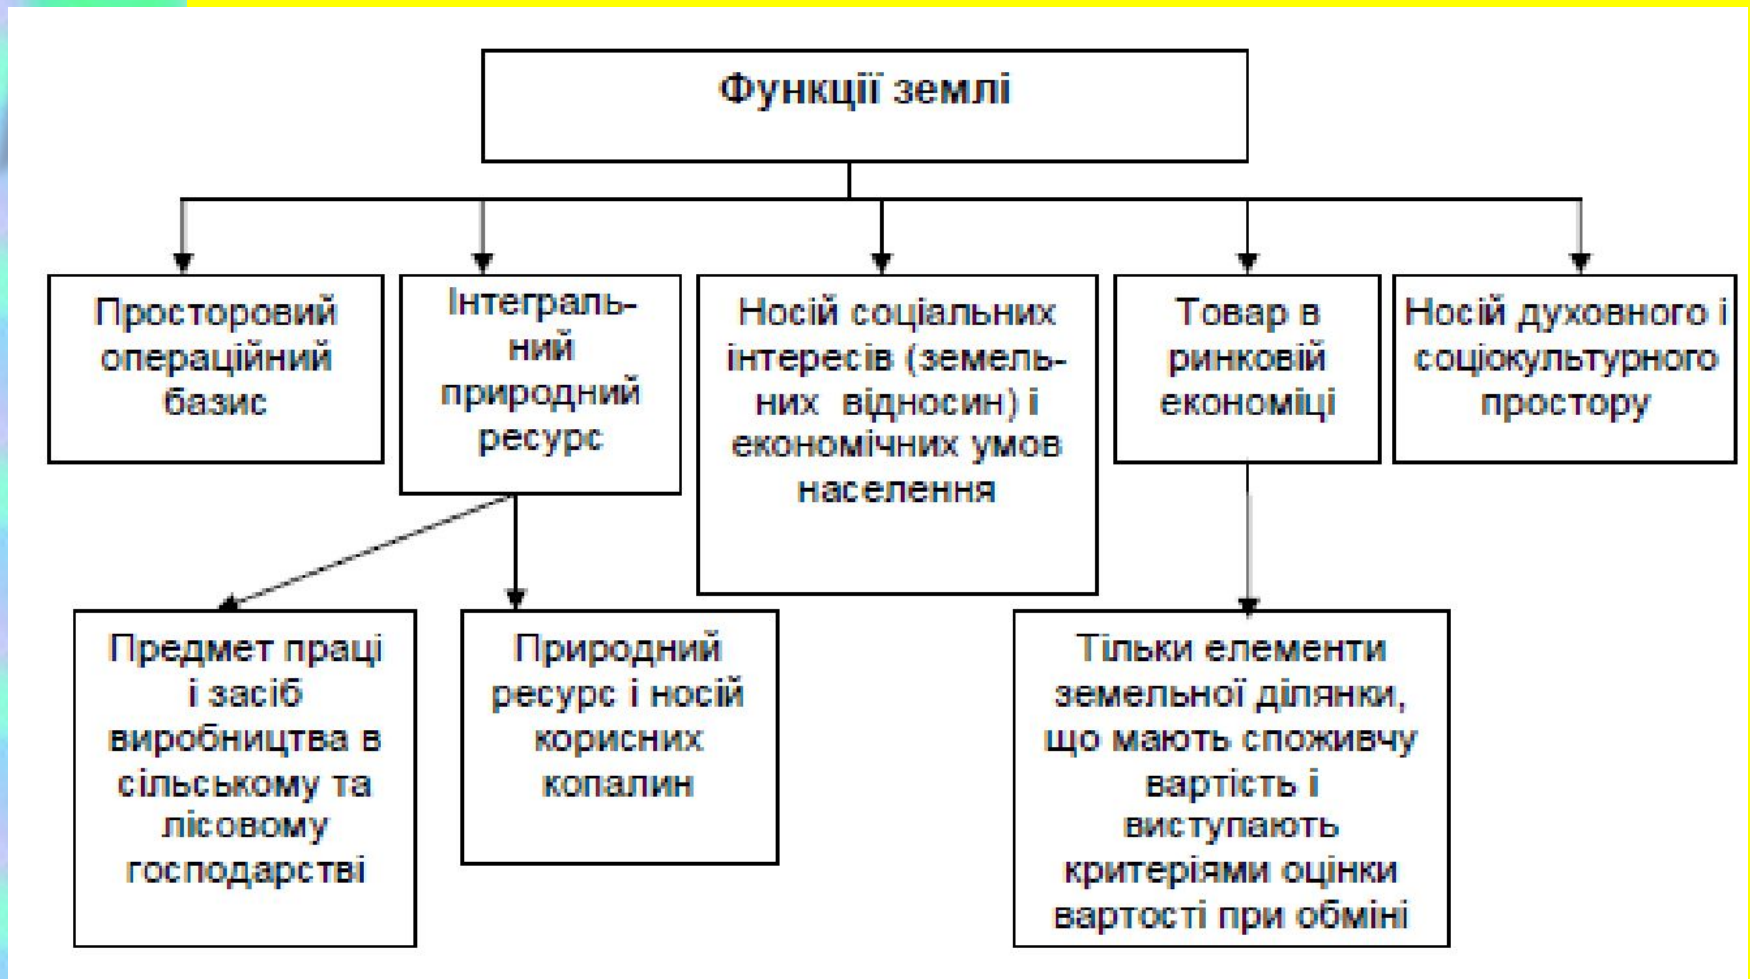 Функції землі
Просторовий
операційний
базис
Інтеграль-
ний
природний
ресурс
Носій соціальних
інтересів (земель-
них відносин) і
економічних умов
населення
Товар в
ринковій
економіці
Носій духовного і
соціокультурного
простору
Предмет праці
і засіб
виробництва в
сільському та
лісовому
господарстві
Природний
ресурс і носій
корисних
копалин
Тільки елементи
земельної ділянки,
що мають споживчу
вартість і
виступають
критеріями оцінки
вартості при обміні